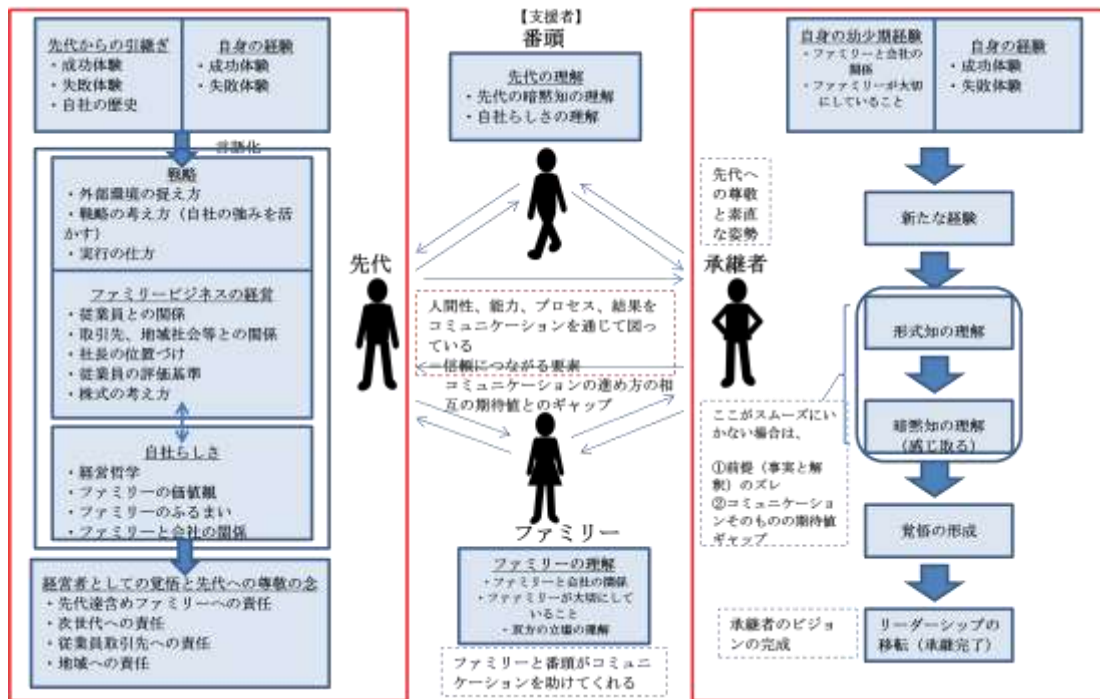 先代からの引継ぎ
・成功体験
・失敗体験
・自社の歴史
自身の経験
・成功体験
・失敗体験
言語化
戦略
・外部環境の捉え方
・戦略の考え方（自社の強みを活
かす）
・実行の仕方
ファミリービジネスの経営
・従業員との関係
・取引先、地域社会等との関係
・社長の位置づけ
・従業員の評価基準
・株式の考え方
自社らしさ
・経営哲学
・ファミリーの価値観
・ファミリーのふるまい
・ファミリーと会社の関係
経営者としての覚悟と先代への尊敬の念
・先代達含めファミリーへの責任
・次世代への責任
・従業員取引先への責任
・地域への責任
【支援者】
番頭
先代の理解
・先代の暗黙知の理解
・自社らしさの理解
先代
承継者
人間性、能力、プロセス、結果を
コミュニケーションを通じて図っ
ている
＝信頼につながる要素
コミュニケーションの進め方の相
互の期待値とのギャップ
ファミリー
ファミリーの理解
・ファミリーと会社の関係
・ファァミリーが大切にして
いること
・双方の立場の理解
ファミリーと番頭がコミュニ
ケーションを助けてくれる
自身の幼少期経験
・ファミリーと会社の
関係
・ファァミリーが大切
にしていること
自身の経験
・成功体験
・失敗体験
先代へ
の尊敬
と素直
な姿勢
新たな経験
形式知の理解
暗黙知の理解
（感じ取る）
ここがスムーズにい
かない場合は、
①前提（事実と解
釈）のズレ
②コミュニケーショ
ンそのものの期待値
ギャップ
覚悟の形成
承継者のビジョ
ンの完成
リーダーシップの
移転（承継完了）